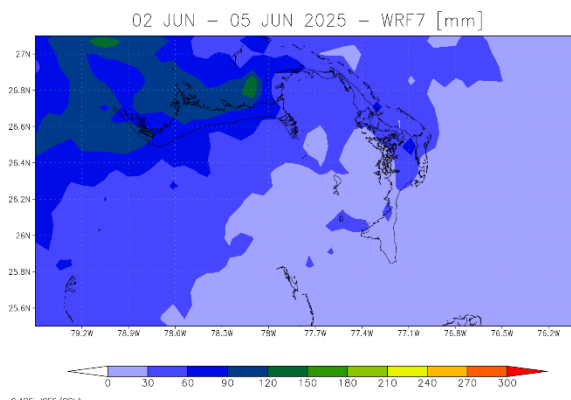 02 JUN – 05 JUN 2025 – WRF7 [mm]
27N
26.8N
26.6N
26.4N
26.2N
26N
25.8N
25.6N
79.2W 78.9W 78.6W 78.3W 78W 77.7W 77.4W 77.1W 76.8W 76.5W 76.2W
0 30 60 90 120 150 180 210 240 270 300